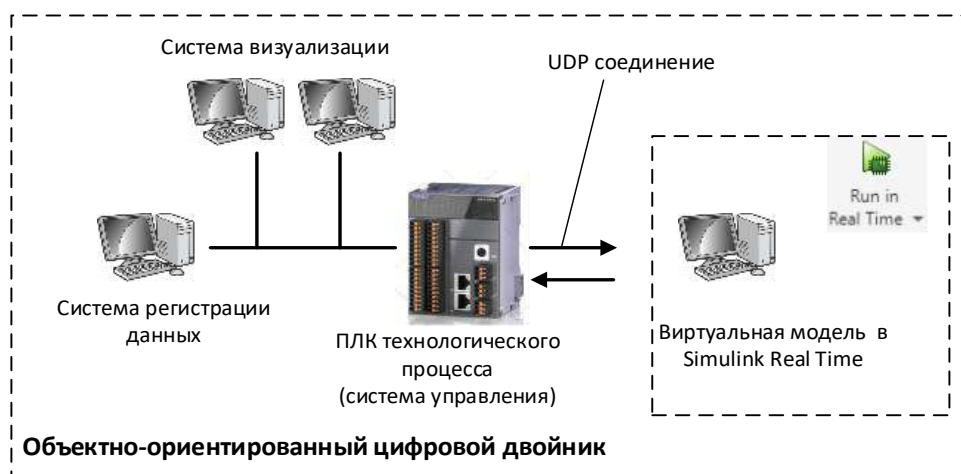 Система визуализации
UDP соединение
Run in
Real Time
Система регистрации
данных
ПЛК технологического
процесса
(система управления)
Виртуальная модель в
Simulink Real Time
Объектно-ориентированный цифровой двойник